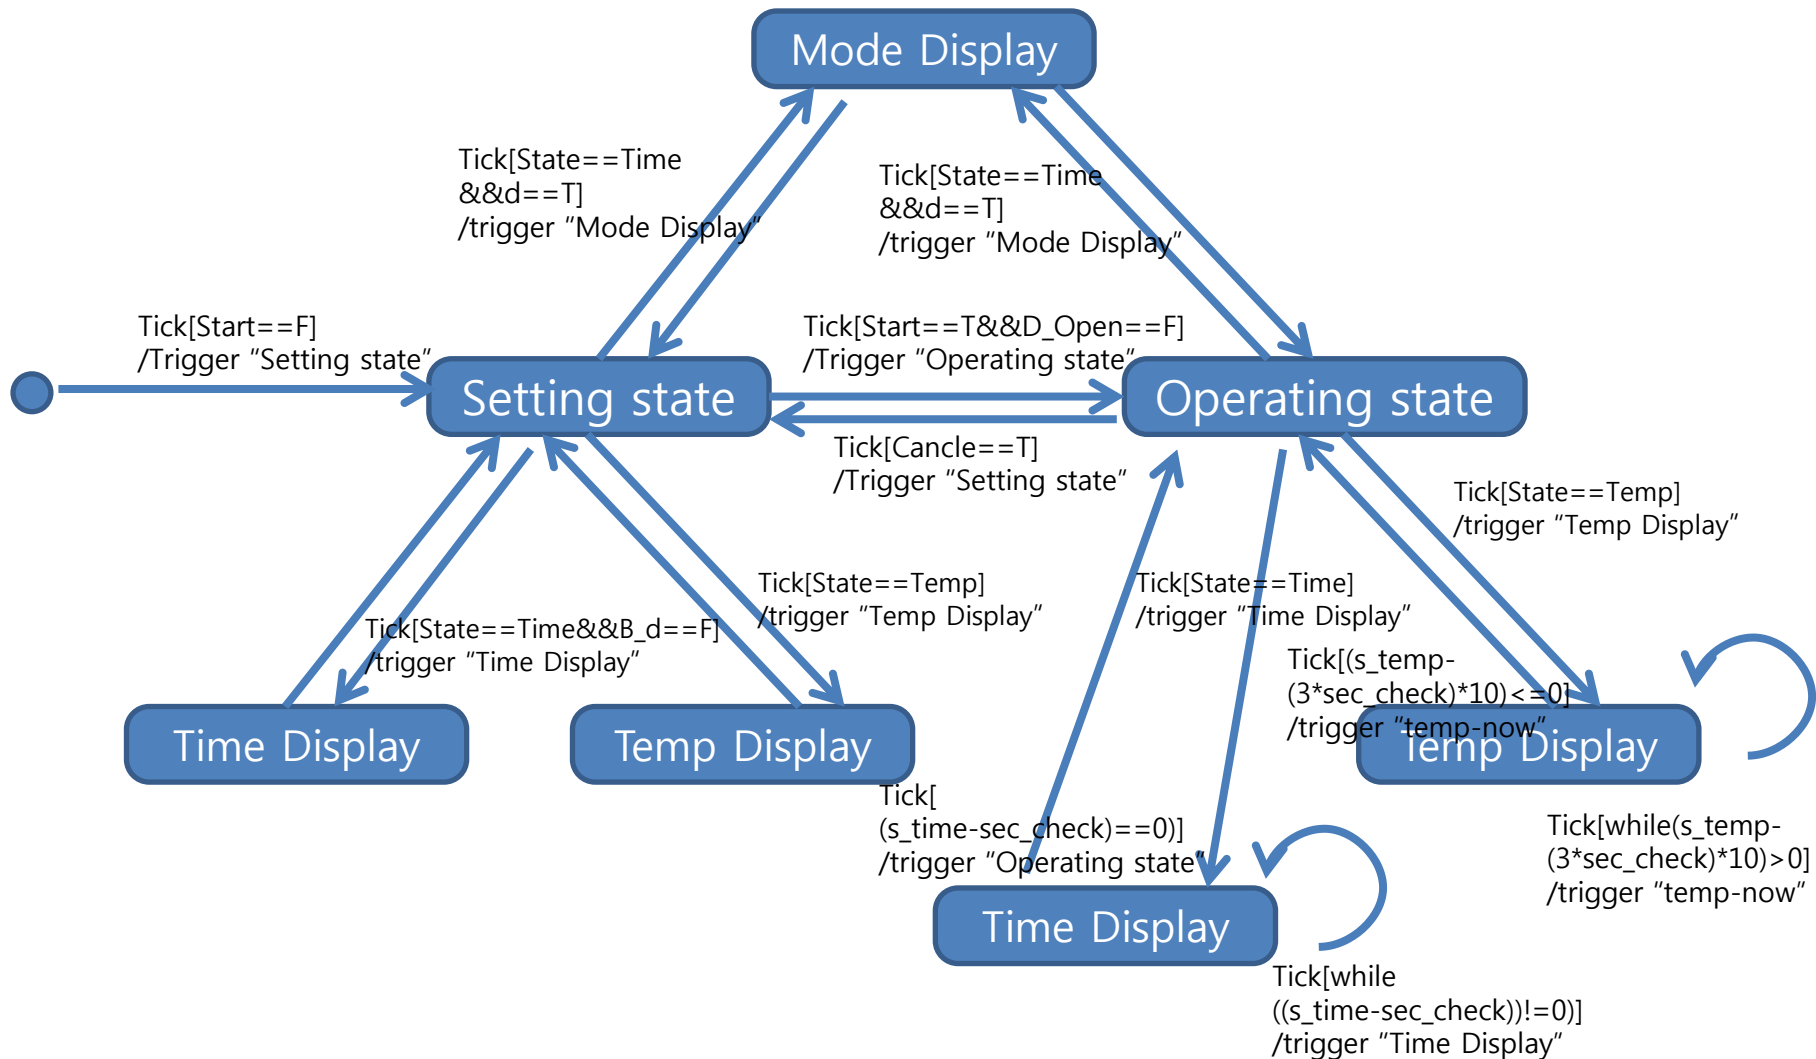 Mode Display
Tick[State==Time
&&d==T]
/trigger "Mode Display"
Tick[State==Time
&&d==T]
/trigger "Mode Display"
Tick[Start==F]
/Trigger "Setting state"
Tick[Start==T&&D_Open==F]
/Trigger "Operating state"
Setting state
Operating state
Tick[Cancle==T]
/Trigger "Setting state"
Tick[State==Temp]
/trigger "Temp Display"
Tick[State==Temp]
/trigger "Temp Display"
Tick[State==Time]
/trigger "Time Display"
Tick[State==Time&&B_d==F]
/trigger "Time Display"
Tick[(s_temp-
(3*sec_check)*10)<=0]
/trigger "temp-now"
Time Display
Temp Display
Temp Display
Tick[
(s_time-sec_check)==0)]
/trigger "Operating state"
Tick[while(s_temp-
(3*sec_check)*10)>0]
/trigger "temp-now"
Time Display
Tick[while
((s_time-sec_check))!=0)]
/trigger "Time Display"